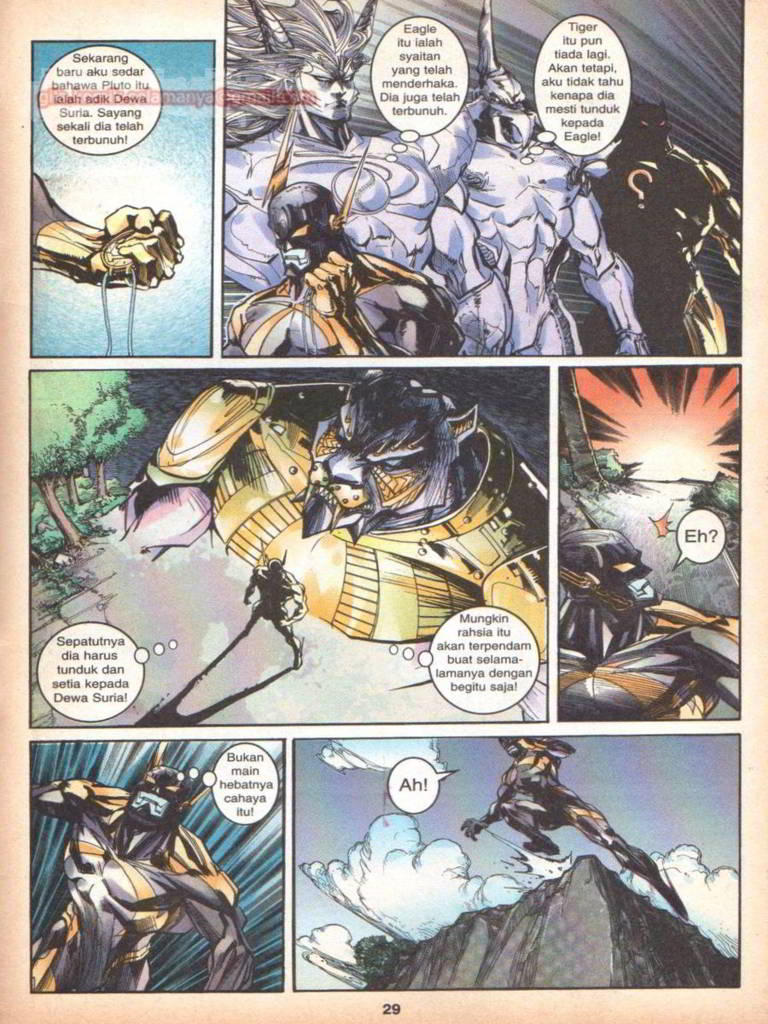 Sekarang
baru aku sedar
bahawa Pluto itu
ialah adik Dewa
Suria. Sayang
sekali dia telah
terbunuh!
Eagle
itu ialah
syaitan
yang telah
menderhaka.
Dia juga telah
terbunuh.
Tiger
itu pun
tiada lagi.
Akan tetapi,
aku tidak tahu
kenapa dia
mesti tunduk
kepada
Eagle!
?
Sepatutnya
dia harus
tunduk dan
setia kepada
Dewa Suria!
Mungkin
rahsia itu
akan terpendam
buat selama-
lamanya dengan
begitu saja!
Eh?
Bukan
main
hebatnya
cahaya
itu!
Ah!
29